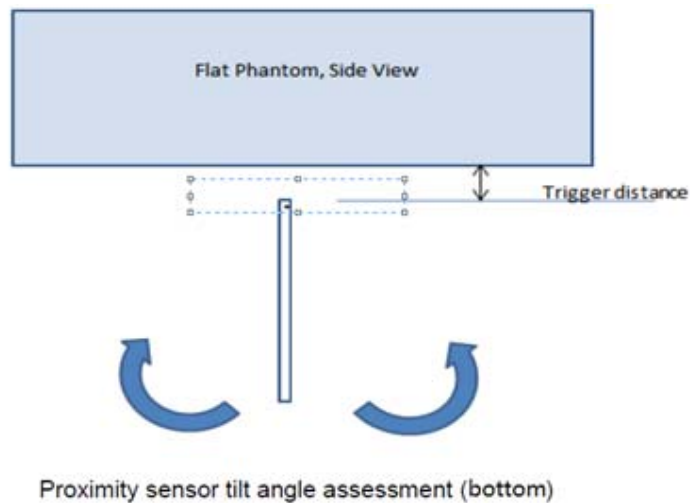 Flat Phantom, Side View
Trigger distance
Proximity sensor tilt angle assessment (bottom)